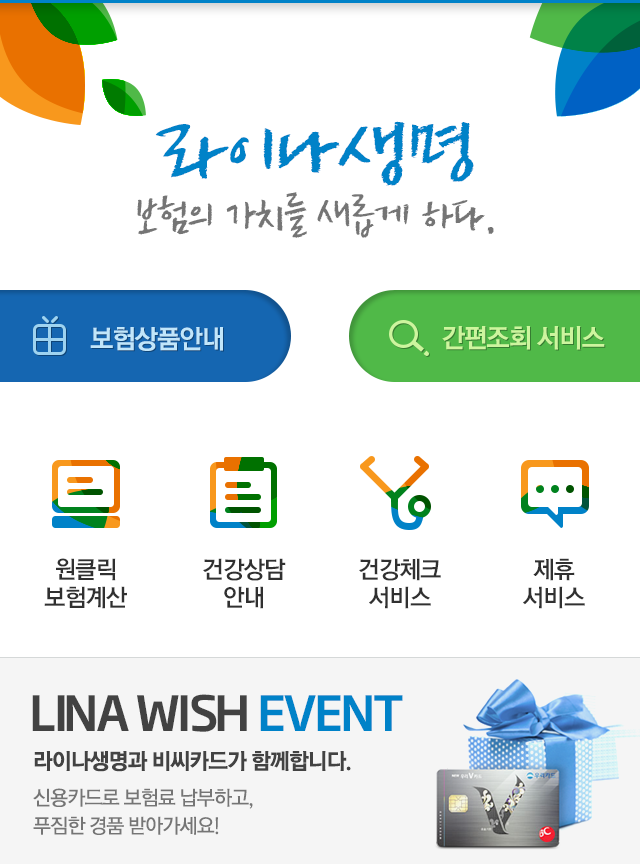 라이나생명
보험의 가치를 새롭게 하다.
보험상품안내
간편조회 서비스
원클릭
보험계산
건강상담
안내
건강체크
서비스
제휴
서비스
LINA WISH EVENT
라이나생명과 비씨카드가 함께합니다.
신용카드로 보험료 납부하고,
푸짐한 경품 받아가세요!
우리카드
V
BC